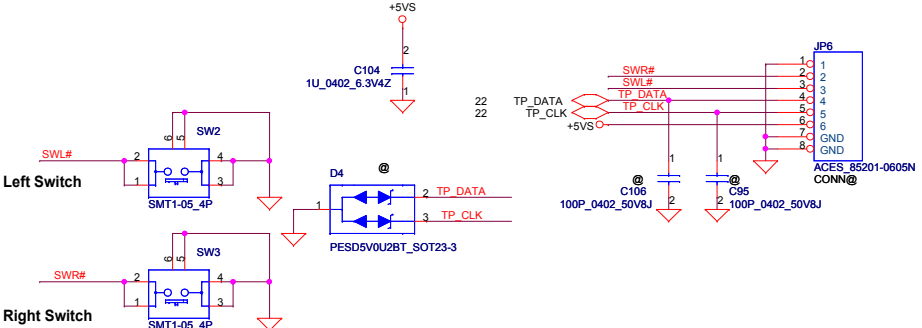 +5VS
2
C104
1U_0402_6.3V4Z
1
JP6
1 1
SWR# 2 2
SWL# 3 3
22 TP_DATA TP_DATA 4 4
22 TP_CLK TP_CLK 5 5
+5VS 6 6
7 GND
8 GND
ACES_85201-0605N
CONN@
1 1
@ @
C106 C95
100P_0402_50V8J 100P_0402_50V8J
2 2
6 5 SW2
SWL# 2 4
1 3
Left Switch
SMT1-05_4P
D4 @
2 TP_DATA
1
3 TP_CLK
PESD5V0U2BT_SOT23-3
6 5 SW3
SWR# 2 4
1 3
Right Switch
SMT1-05_4P